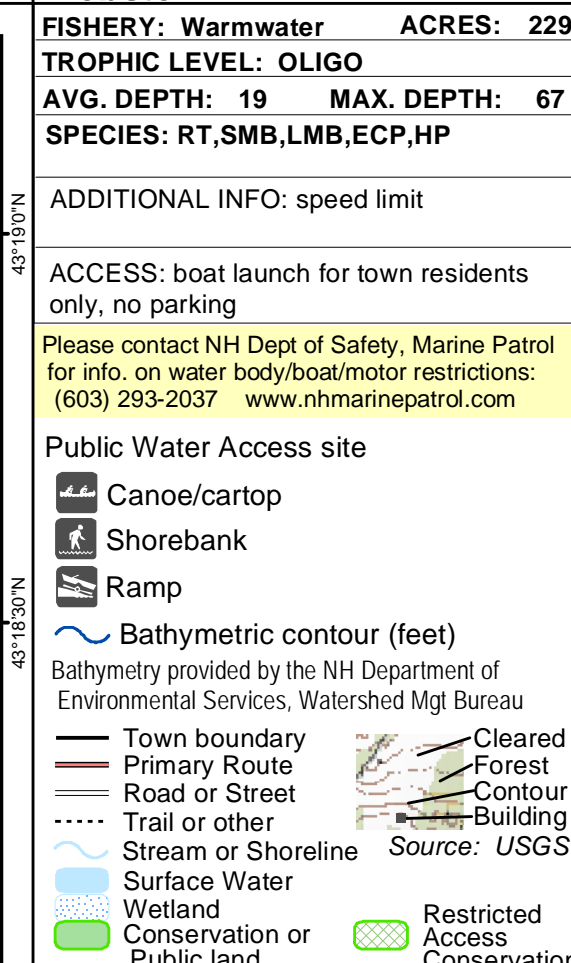 FISHERY: Warmwater ACRES: 229
TROPHIC LEVEL: OLIGO
AVG. DEPTH: 19 MAX. DEPTH: 67
SPECIES: RT,SMB,LMB,ECP,HP
ADDITIONAL INFO: speed limit
43°19'0"N
ACCESS: boat launch for town residents
only, no parking
Please contact NH Dept of Safety, Marine Patrol
for info. on water body/boat/motor restrictions:
(603) 293-2037 www.nhmarinepatrol.com
Public Water Access site
Canoe/cartop
Shorebank
Ramp
43°18'30"N
Bathymetric contour (feet)
Bathymetry provided by the NH Department of
Environmental Services, Watershed Mgt Bureau
Town boundary
Primary Route
Road or Street
Trail or other
Stream or Shoreline
Surface Water
Wetland
Conservation or
Public land
Cleared
Forest
Contour
Building
Source: USGS
Restricted
Access
Conservation